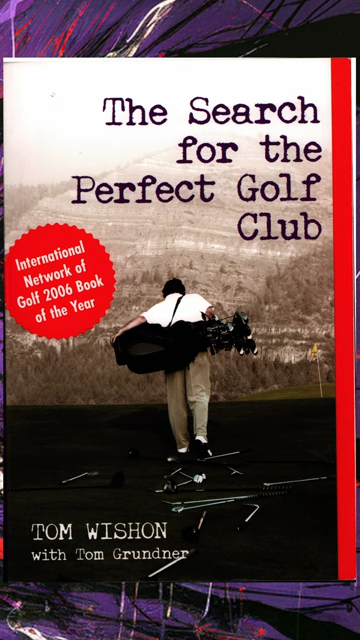 The Search
for the
Perfect Golf
Club
International
Network of
Golf 2006 Book
of the Year
TOM WISHON
with Tom Grundner